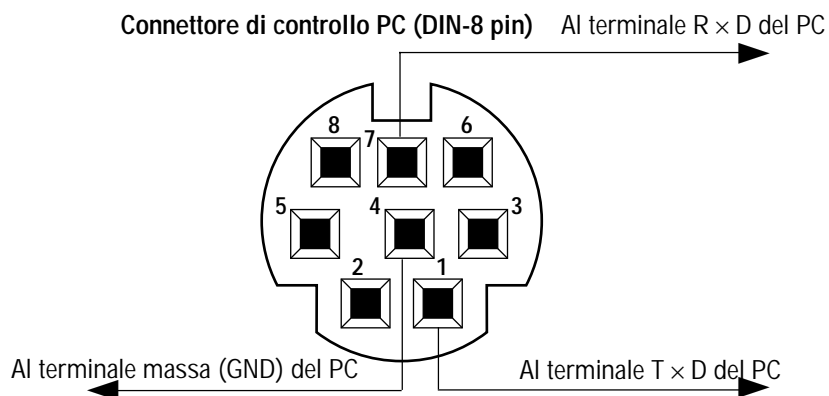 Connettore di controllo PC (DIN-8 pin)
Al terminale R × D del PC
8
7
6
5
4
3
2
1
Al terminale massa (GND) del PC
Al terminale T × D del PC